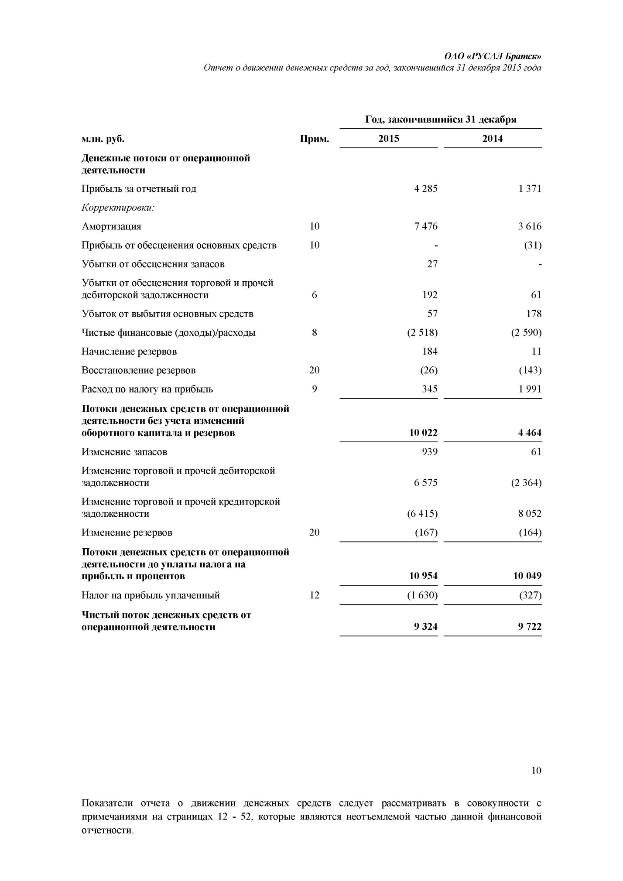 ОАО «РУСАЛ Братск»
Отчет о движении денежных средств за год, закончившийся 31 декабря 2015 года
Год, закончившийся 31 декабря
млн. руб. Прим. 2015 2014
Денежные потоки от операционной
деятельности
Прибыль за отчетный год 4 285 1 371
Корректировки:
Амортизация 10 7 476 3 616
Прибыль от обесценения основных средств 10 - (31)
Убытки от обесценения запасов 27 -
Убытки от обесценения торговой и прочей
дебиторской задолженности 6 192 61
Убыток от выбытия основных средств 57 178
Чистые финансовые (доходы)/расходы 8 (2 518) (2 590)
Начисление резервов 184 11
Восстановление резервов 20 (26) (143)
Расход по налогу на прибыль 9 345 1 991
Потоки денежных средств от операционной
деятельности без учета изменений
оборотного капитала и резервов 10 022 4 464
Изменение запасов 939 61
Изменение торговой и прочей дебиторской
задолженности 6 575 (2 364)
Изменение торговой и прочей кредиторской
задолженности (6 415) 8 052
Изменение резервов 20 (167) (164)
Потоки денежных средств от операционной
деятельности до уплаты налога на
прибыль и процентов 10 954 10 049
Налог на прибыль уплаченный 12 (1 630) (327)
Чистый поток денежных средств от
операционной деятельности 9 324 9 722
10
Показатели отчета о движении денежных средств следует рассматривать в совокупности с
примечаниями на страницах 12 - 52, которые являются неотъемлемой частью данной финансовой
отчетности.